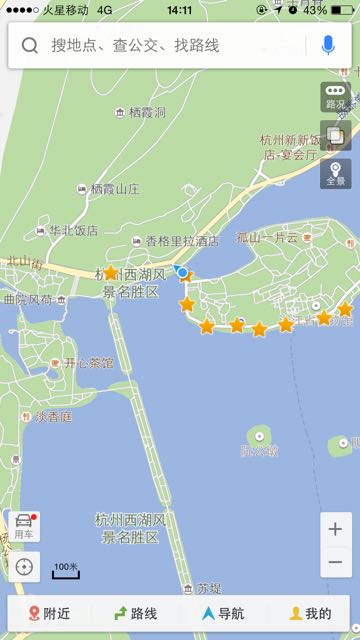 火星移动 4G 14:11 43%
搜地点、查公交、找路线
路况
栖霞洞
杭州新新饭
店-宴会厅
全景
栖霞山庄
华北饭店
香格里拉酒店
孤山一片云
北山街
杭州西湖风
景名胜区
曲院风荷
开心茶馆
淡香庭
阮公墩
杭州西湖风
景名胜区
用车
100米
苏堤
附近 路线 导航 我的